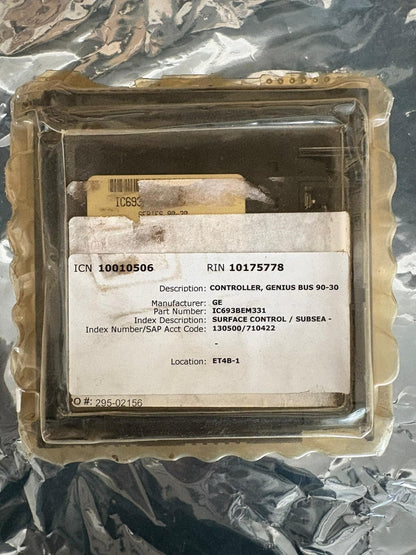 IC693
SERIES 90-30
ICN 10010506 RIN 10175778
Description: CONTROLLER, GENIUS BUS 90-30
Manufacturer: GE
Part Number: IC693BEM331
Index Description: SURFACE CONTROL / SUBSEA -
Index Number/SAP Acct Code: 130500/710422
-
Location: ET4B-1
PO #: 295-02156